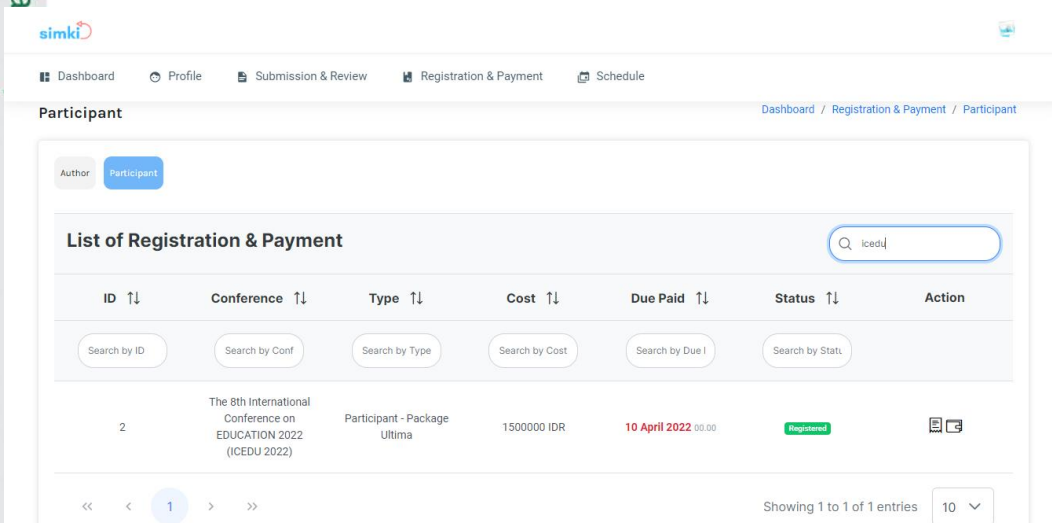 simki
Dashboard Profile Submission & Review Registration & Payment Schedule
Participant
Dashboard / Registration & Payment / Participant
Author Participant
List of Registration & Payment
icedu
ID Conference Type Cost Due Paid Status Action
Search by ID Search by Conf Search by Type Search by Cost Search by Due Search by Statu
2
The 8th International
Conference on
EDUCATION 2022
(ICEDU 2022)
Participant - Package
Ultima
1500000 IDR
10 April 2022 00.00
Registered
<< < 1 > >>
Showing 1 to 1 of 1 entries 10